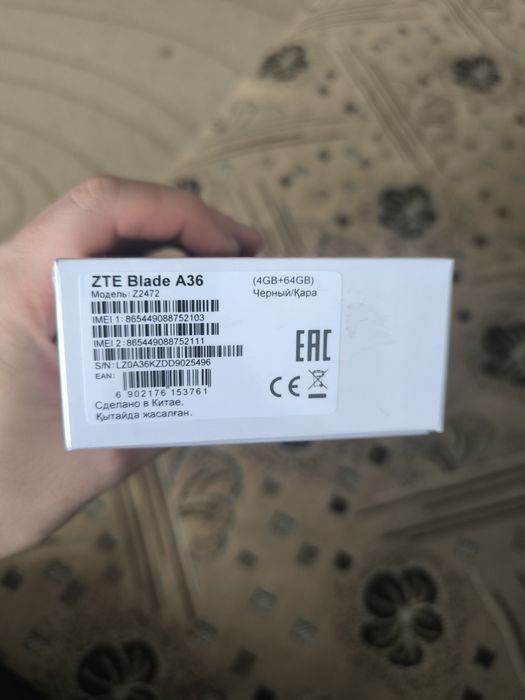 ZTE Blade A36
(4GB+64GB)
Модель: Z2472
Черный/Қара
IMEI 1: 865449088752103
IMEI 2: 865449088752111
S/N: LZ0A36KZDD9025496
EAN:
6 902176 153761
Сделано в Китае.
Қытайда жасалған.
EAC
CE